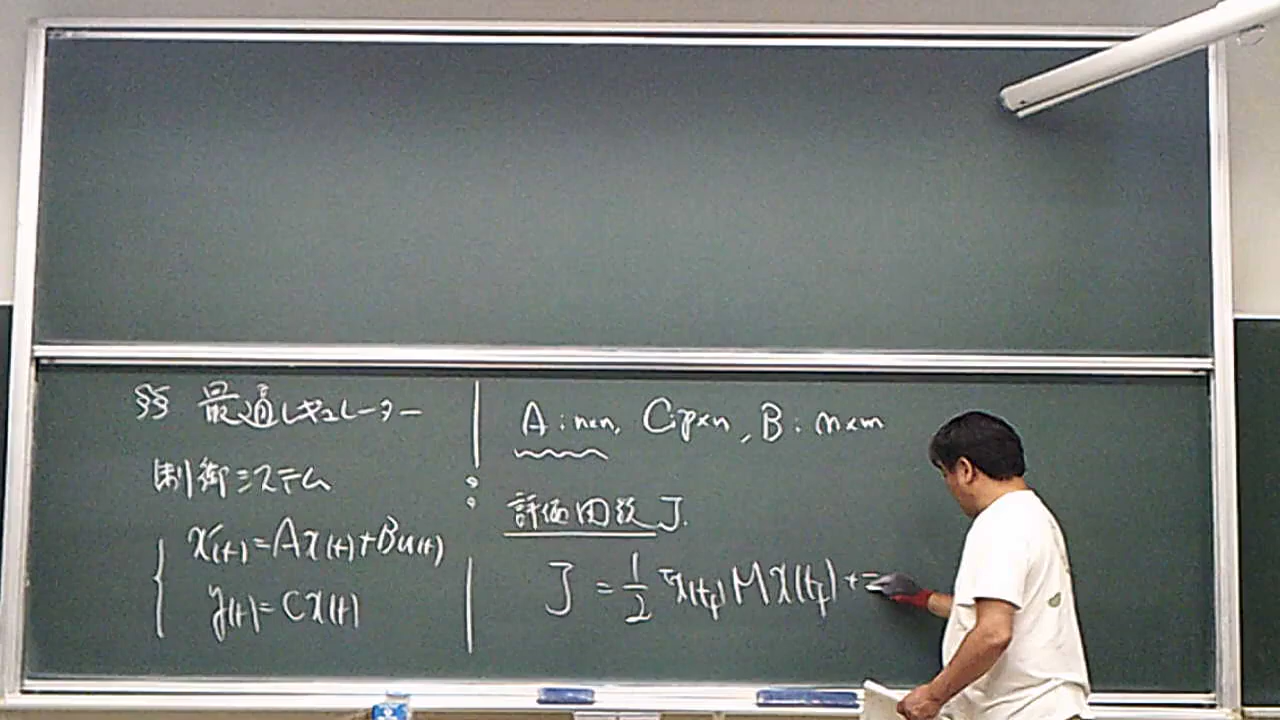 §§ 最適レギュレーター
制御システム
ẋ(t)=Ax(t)+Bu(t)
y(t)=Cx(t)
A:n×n, C:p×n, B:n×m
評価関数 J.
J = 1/2 ᵀx(t_f) M x(t_f) +